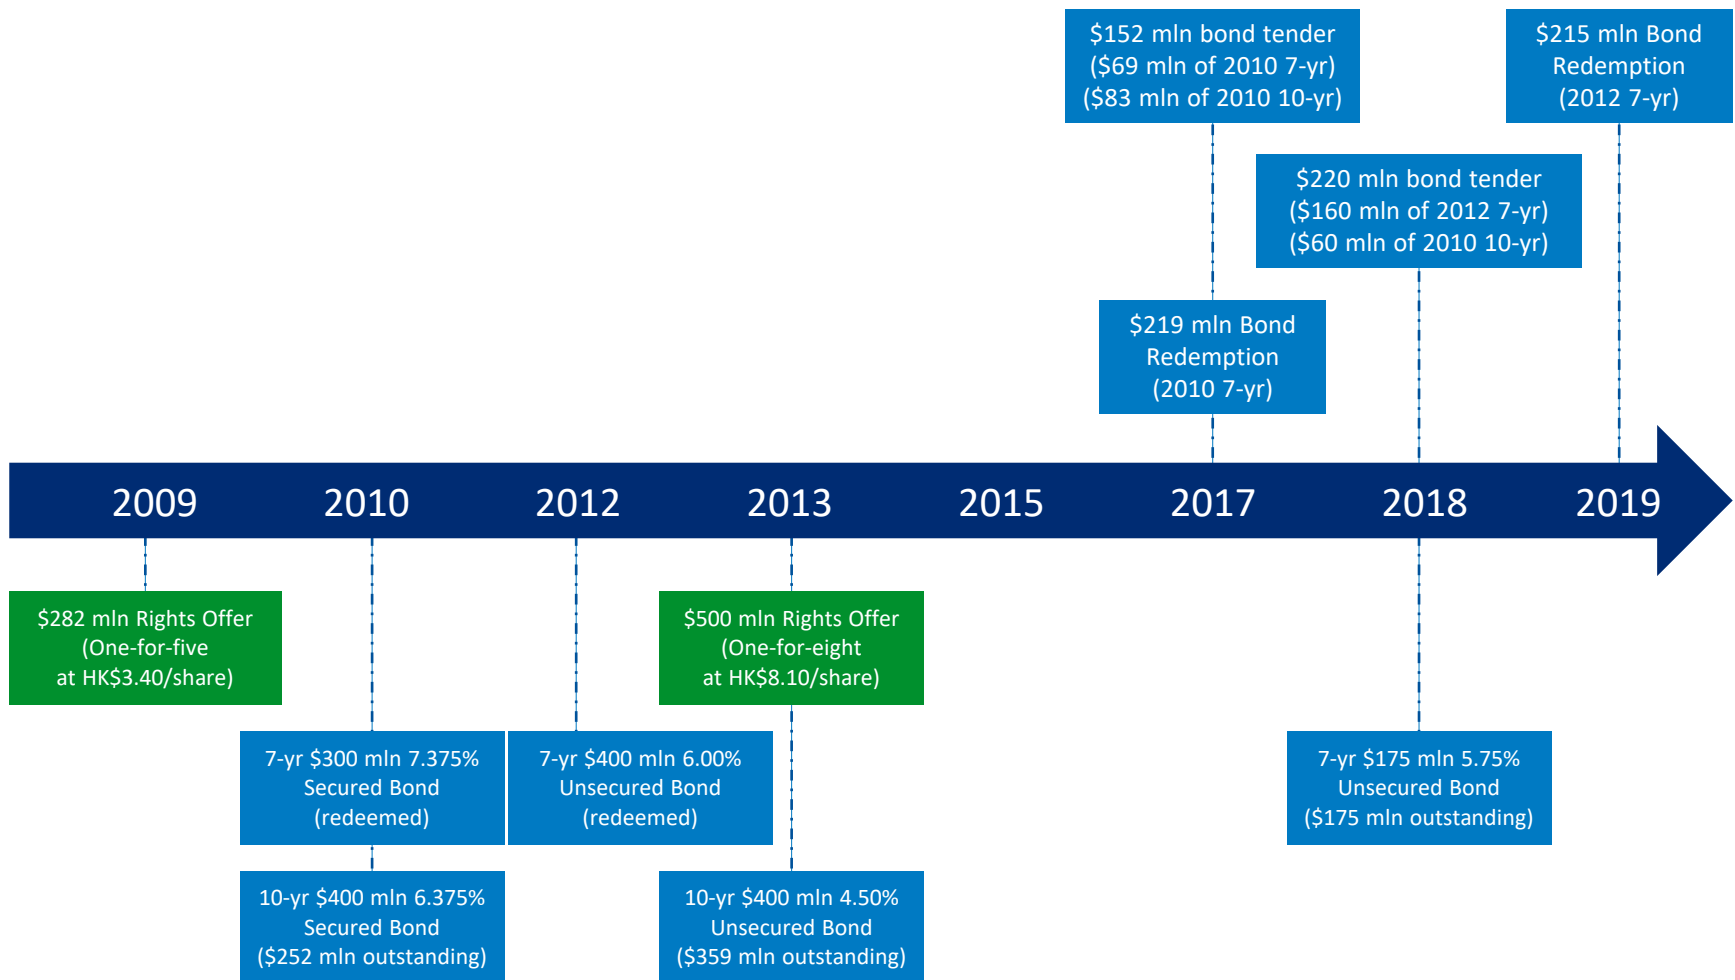 $152 mln bond tender
($69 mln of 2010 7-yr)
($83 mln of 2010 10-yr)
$215 mln Bond
Redemption
(2012 7-yr)
$220 mln bond tender
($160 mln of 2012 7-yr)
($60 mln of 2010 10-yr)
$219 mln Bond
Redemption
(2010 7-yr)
2009 2010 2012 2013 2015 2017 2018 2019
$282 mln Rights Offer
(One-for-five
at HK$3.40/share)
$500 mln Rights Offer
(One-for-eight
at HK$8.10/share)
7-yr $300 mln 7.375%
Secured Bond
(redeemed)
7-yr $400 mln 6.00%
Unsecured Bond
(redeemed)
7-yr $175 mln 5.75%
Unsecured Bond
($175 mln outstanding)
10-yr $400 mln 6.375%
Secured Bond
($252 mln outstanding)
10-yr $400 mln 4.50%
Unsecured Bond
($359 mln outstanding)